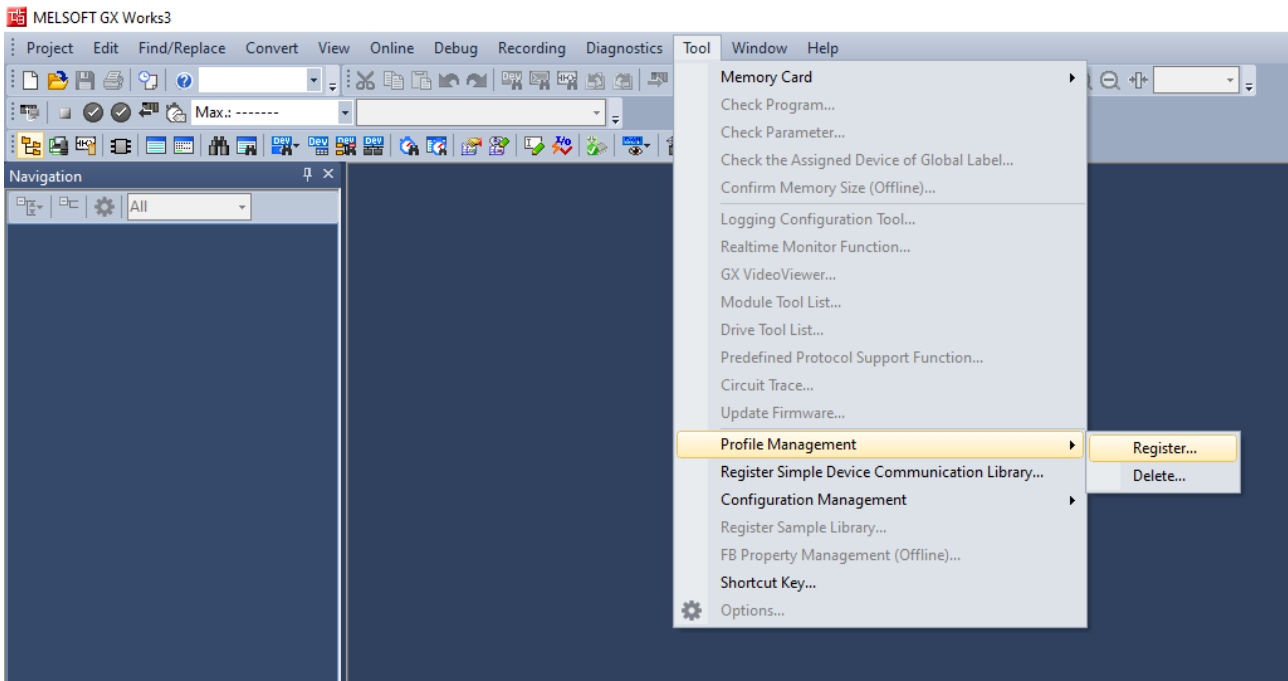 MELSOFT GX Works3
Project Edit Find/Replace Convert View Online Debug Recording Diagnostics Tool Window Help
Max.: -------
Navigation
All
Memory Card
Check Program...
Check Parameter...
Check the Assigned Device of Global Label...
Confirm Memory Size (Offline)...
Logging Configuration Tool...
Realtime Monitor Function...
GX VideoViewer...
Module Tool List...
Drive Tool List...
Predefined Protocol Support Function...
Circuit Trace...
Update Firmware...
Profile Management
Register Simple Device Communication Library...
Configuration Management
Register Sample Library...
FB Property Management (Offline)...
Shortcut Key...
Options...
Register...
Delete...